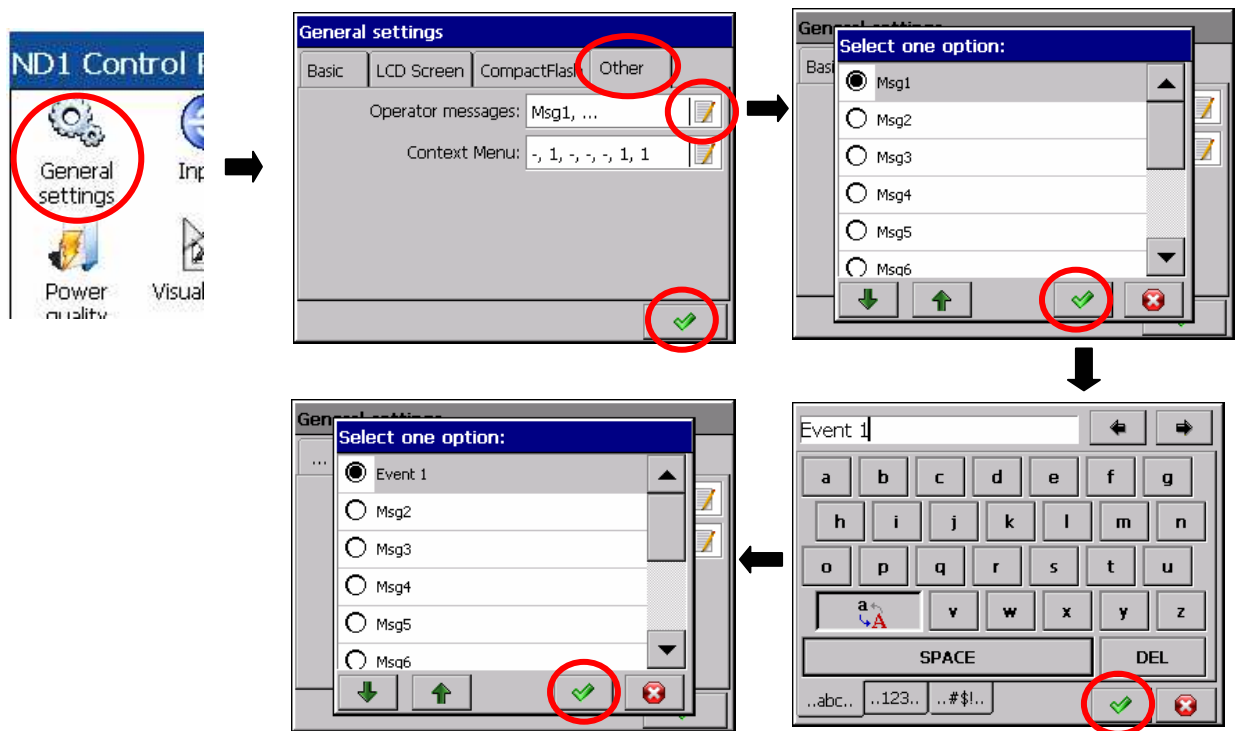 ND1 Control
General
settings
Power
quality
General settings
Basic
LCD Screen
CompactFlash
Other
Operator messages:
Msg1, ...
Context Menu:
-, 1, -, -, -, 1, 1
Select one option:
Msg1
Msg2
Msg3
Msg4
Msg5
Msg6
Event 1
a b c d e f g
h i j k l m n
o p q r s t u
a A v w x y z
SPACE DEL
..abc.. ..123.. ..#$!..
General settings
...
Select one option:
Event 1
Msg2
Msg3
Msg4
Msg5
Msg6